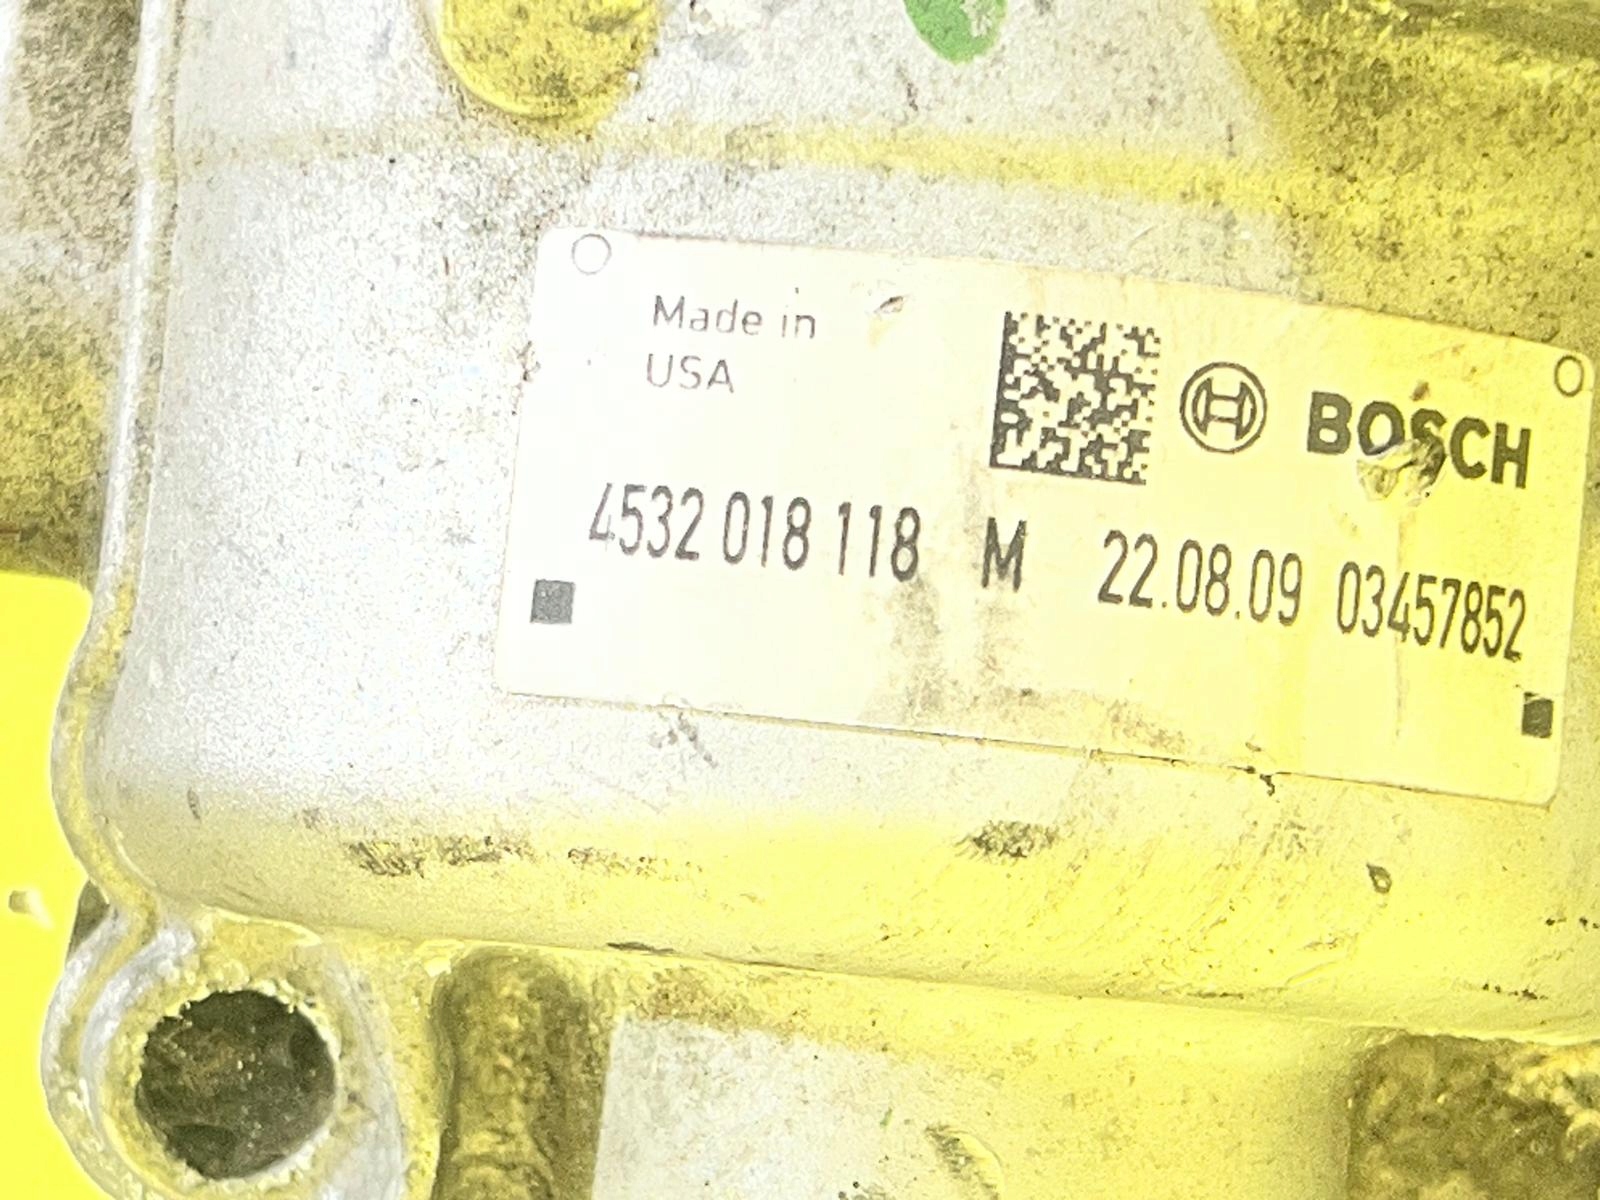 Made in
USA
BOSCH
4532 018 118 M 22.08.09 03457852